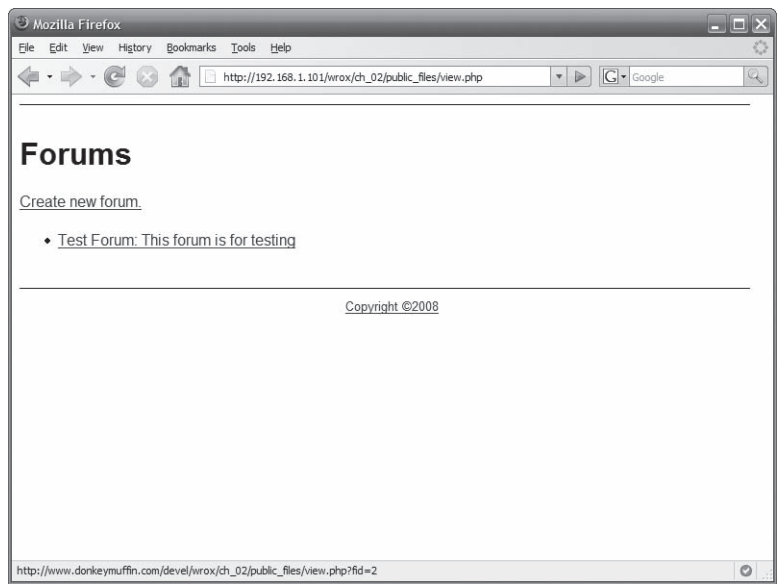 Mozilla Firefox
File Edit View History Bookmarks Tools Help
http://192.168.1.101/wrox/ch_02/public_files/view.php G Google
Forums
Create new forum.
Test Forum: This forum is for testing
Copyright ©2008
http://www.donkeymuffin.com/devel/wrox/ch_02/public_files/view.php?fid=2